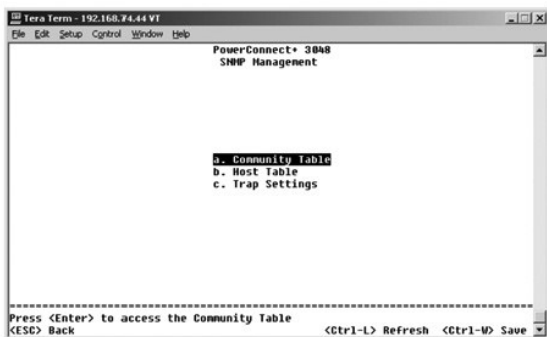 Tera Term - 192.168.74.44 VT
File Edit Setup Control Window Help
PowerConnect+ 3048
SNMP Management
a. Community Table
b. Host Table
c. Trap Settings
Press <Enter> to access the Community Table
<ESC> Back <Ctrl-L> Refresh <Ctrl-W> Save